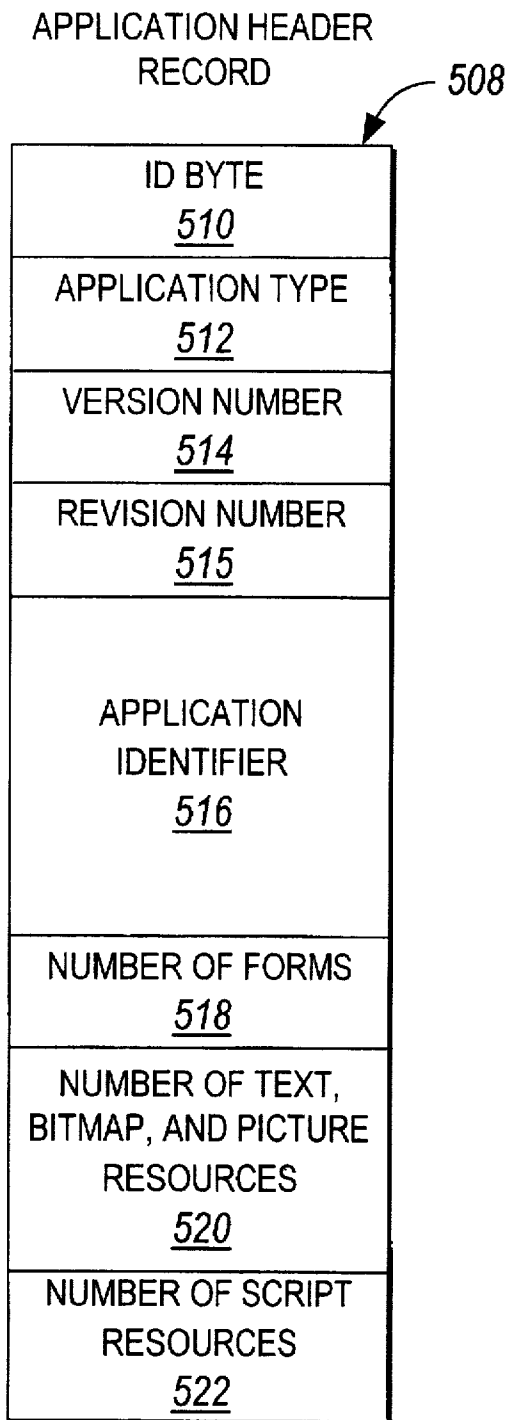 APPLICATION HEADER
RECORD
508
ID BYTE
510
APPLICATION TYPE
512
VERSION NUMBER
514
REVISION NUMBER
515
APPLICATION
IDENTIFIER
516
NUMBER OF FORMS
518
NUMBER OF TEXT,
BITMAP, AND PICTURE
RESOURCES
520
NUMBER OF SCRIPT
RESOURCES
522